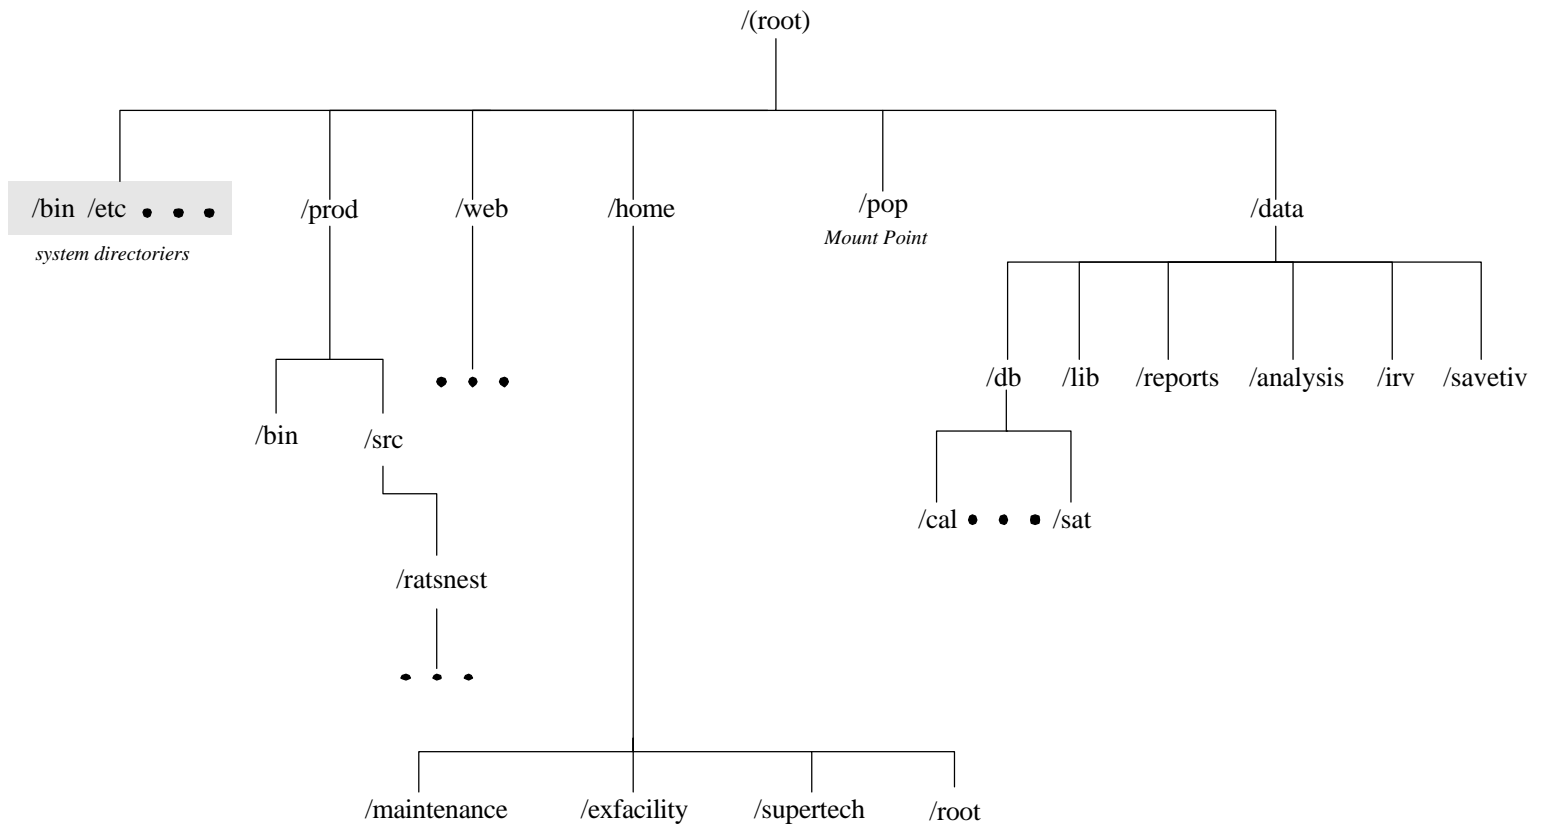 /(root)
/bin /etc • • •
/prod
/web
/home
/pop
/data
system directoriers
Mount Point
• • •
/db
/lib
/reports
/analysis
/irv
/savetiv
/bin
/src
/cal • • • /sat
/ratsnest
• • •
/maintenance
/exfacility
/supertech
/root